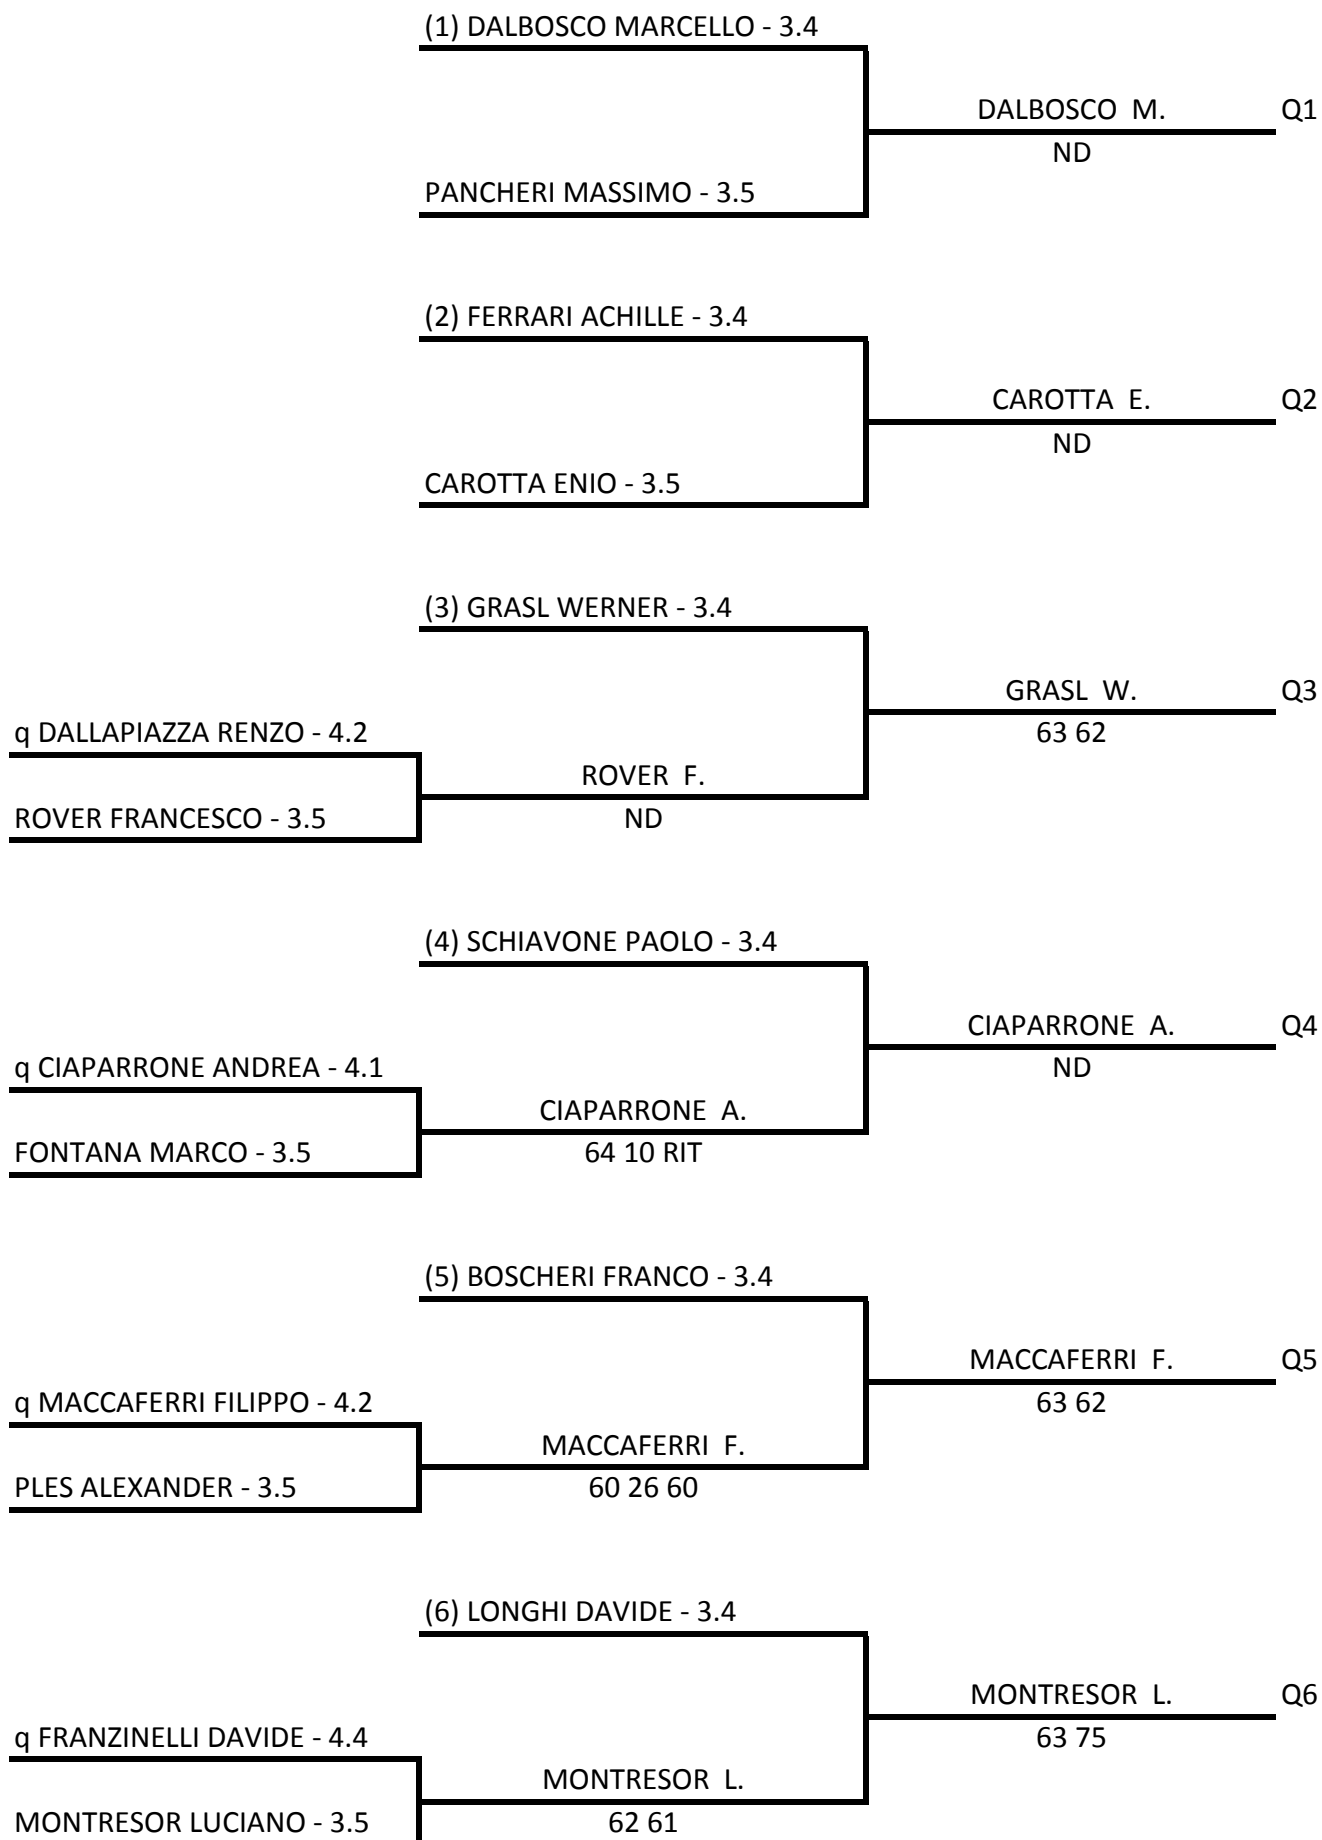 (1) DALBOSCO MARCELLO - 3.4
DALBOSCO M. Q1
ND
PANCHERI MASSIMO - 3.5
(2) FERRARI ACHILLE - 3.4
CAROTTA E. Q2
ND
CAROTTA ENIO - 3.5
(3) GRASL WERNER - 3.4
GRASL W. Q3
q DALLAPIAZZA RENZO - 4.2 63 62
ROVER F.
ROVER FRANCESCO - 3.5 ND
(4) SCHIAVONE PAOLO - 3.4
CIAPARRONE A. Q4
q CIAPARRONE ANDREA - 4.1 ND
CIAPARRONE A.
FONTANA MARCO - 3.5 64 10 RIT
(5) BOSCHERI FRANCO - 3.4
MACCAFERRI F. Q5
q MACCAFERRI FILIPPO - 4.2 63 62
MACCAFERRI F.
PLES ALEXANDER - 3.5 60 26 60
(6) LONGHI DAVIDE - 3.4
MONTRESOR L. Q6
q FRANZINELLI DAVIDE - 4.4 63 75
MONTRESOR L.
MONTRESOR LUCIANO - 3.5 62 61